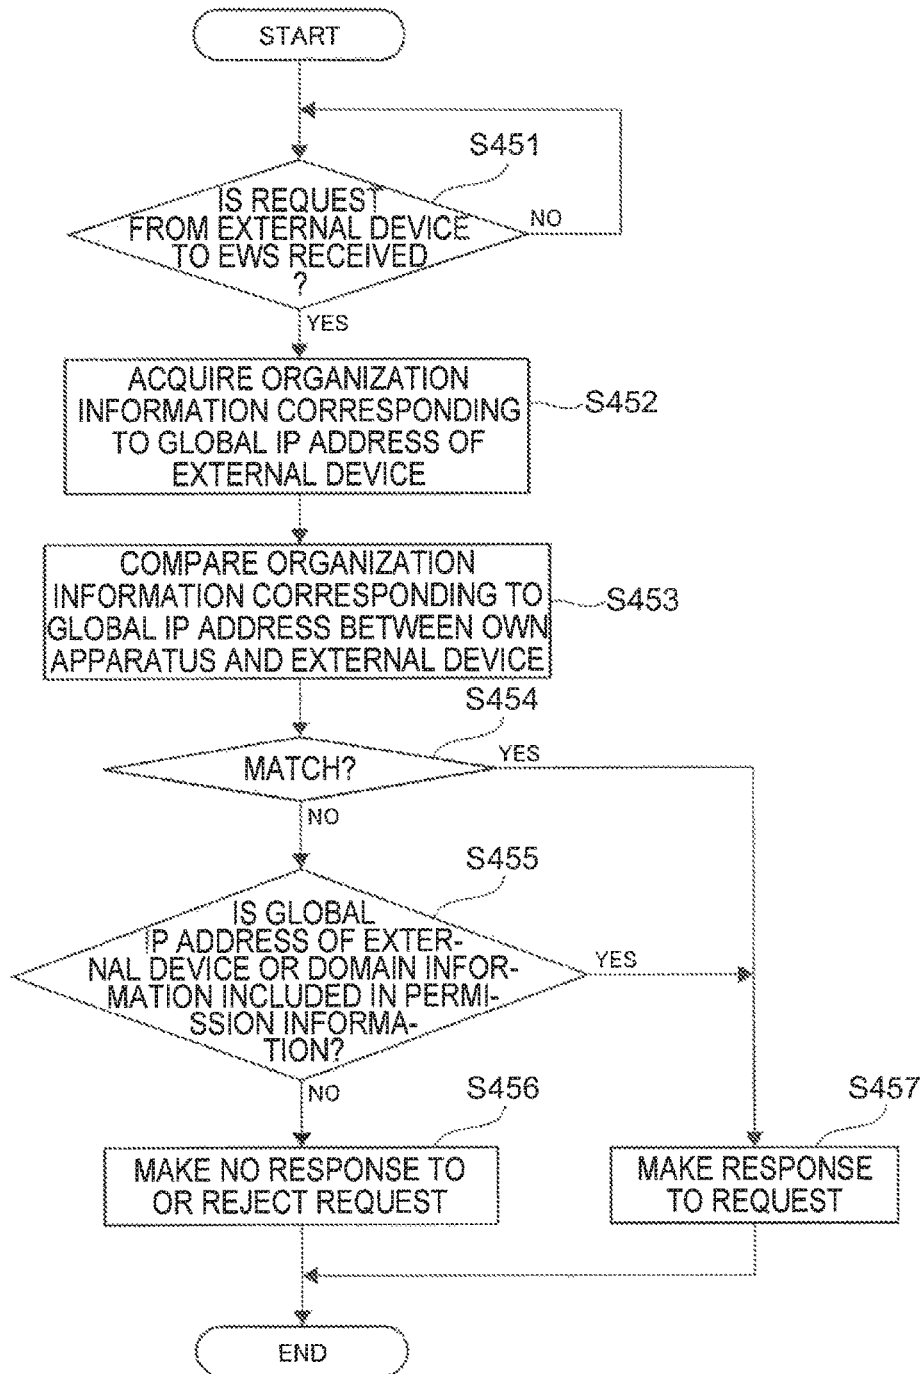 START
S451
IS REQUEST
FROM EXTERNAL DEVICE
TO EWS RECEIVED
?
NO
YES
ACQUIRE ORGANIZATION
INFORMATION CORRESPONDING
TO GLOBAL IP ADDRESS OF
EXTERNAL DEVICE
S452
COMPARE ORGANIZATION
INFORMATION CORRESPONDING TO
GLOBAL IP ADDRESS BETWEEN OWN
APPARATUS AND EXTERNAL DEVICE
S453
S454
MATCH?
YES
NO
S455
IS GLOBAL
IP ADDRESS OF EXTER-
NAL DEVICE OR DOMAIN INFOR-
MATION INCLUDED IN PERMI-
SSION INFORMA-
TION?
YES
NO
S456
MAKE NO RESPONSE TO
OR REJECT REQUEST
S457
MAKE RESPONSE
TO REQUEST
END